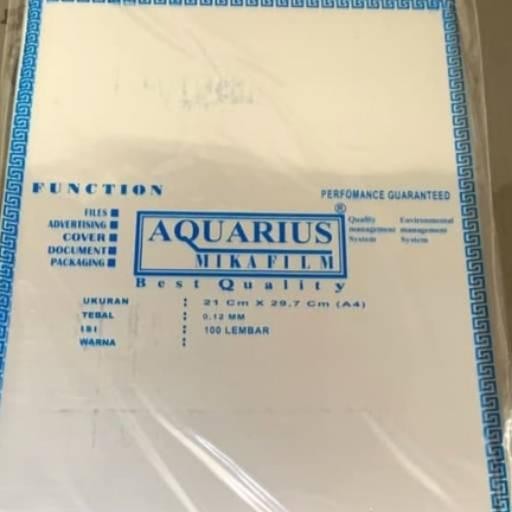 FUNCTION
PERFOMANCE GUARANTEED
FILES
ADVERTISING
COVER
DOCUMENT
PACKAGING
AQUARIUS ®
MIKAFILM
Best Quality
Quality
management
System
Environmental
management
System
UKURAN : 21 Cm X 29,7 Cm (A4)
TEBAL : 0.12 MM
ISI : 100 LEMBAR
WARNA :